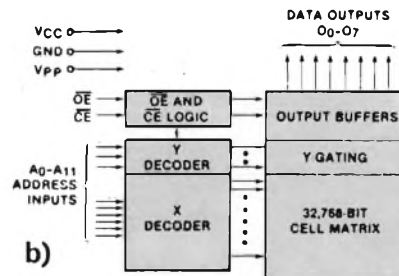 DATA OUTPUTS
O0-O7
VCC
GND
VPP
OE
CE
OE AND
CE LOGIC
OUTPUT BUFFERS
Y
DECODER
Y GATING
A0-A11
ADDRESS
INPUTS
X
DECODER
32,768-BIT
CELL MATRIX
b)